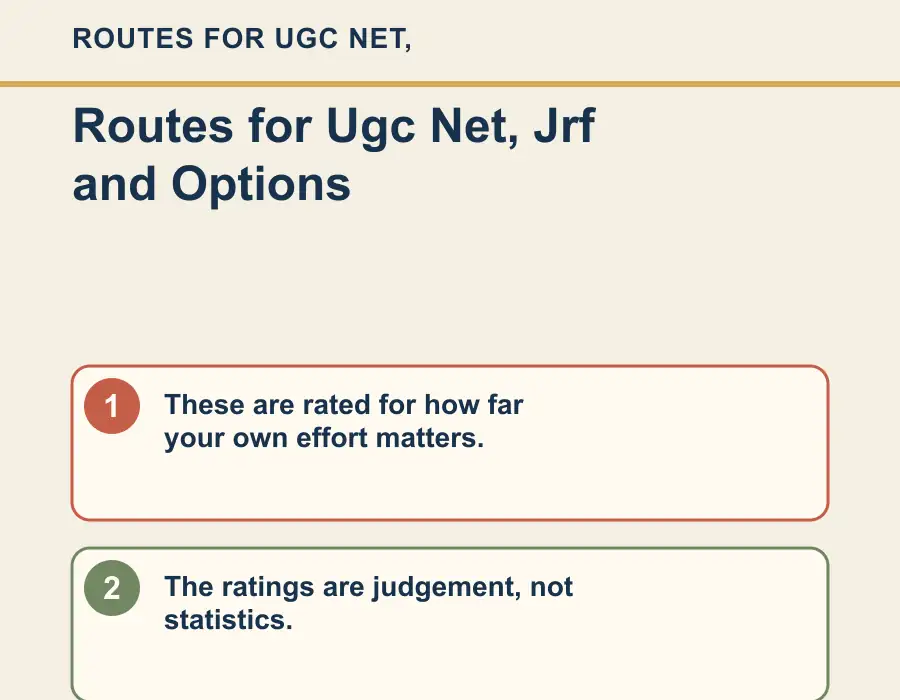 ROUTES FOR UGC NET,
Routes for Ugc Net, Jrf
and Options
1
These are rated for how far
your own effort matters.
2
The ratings are judgement, not
statistics.